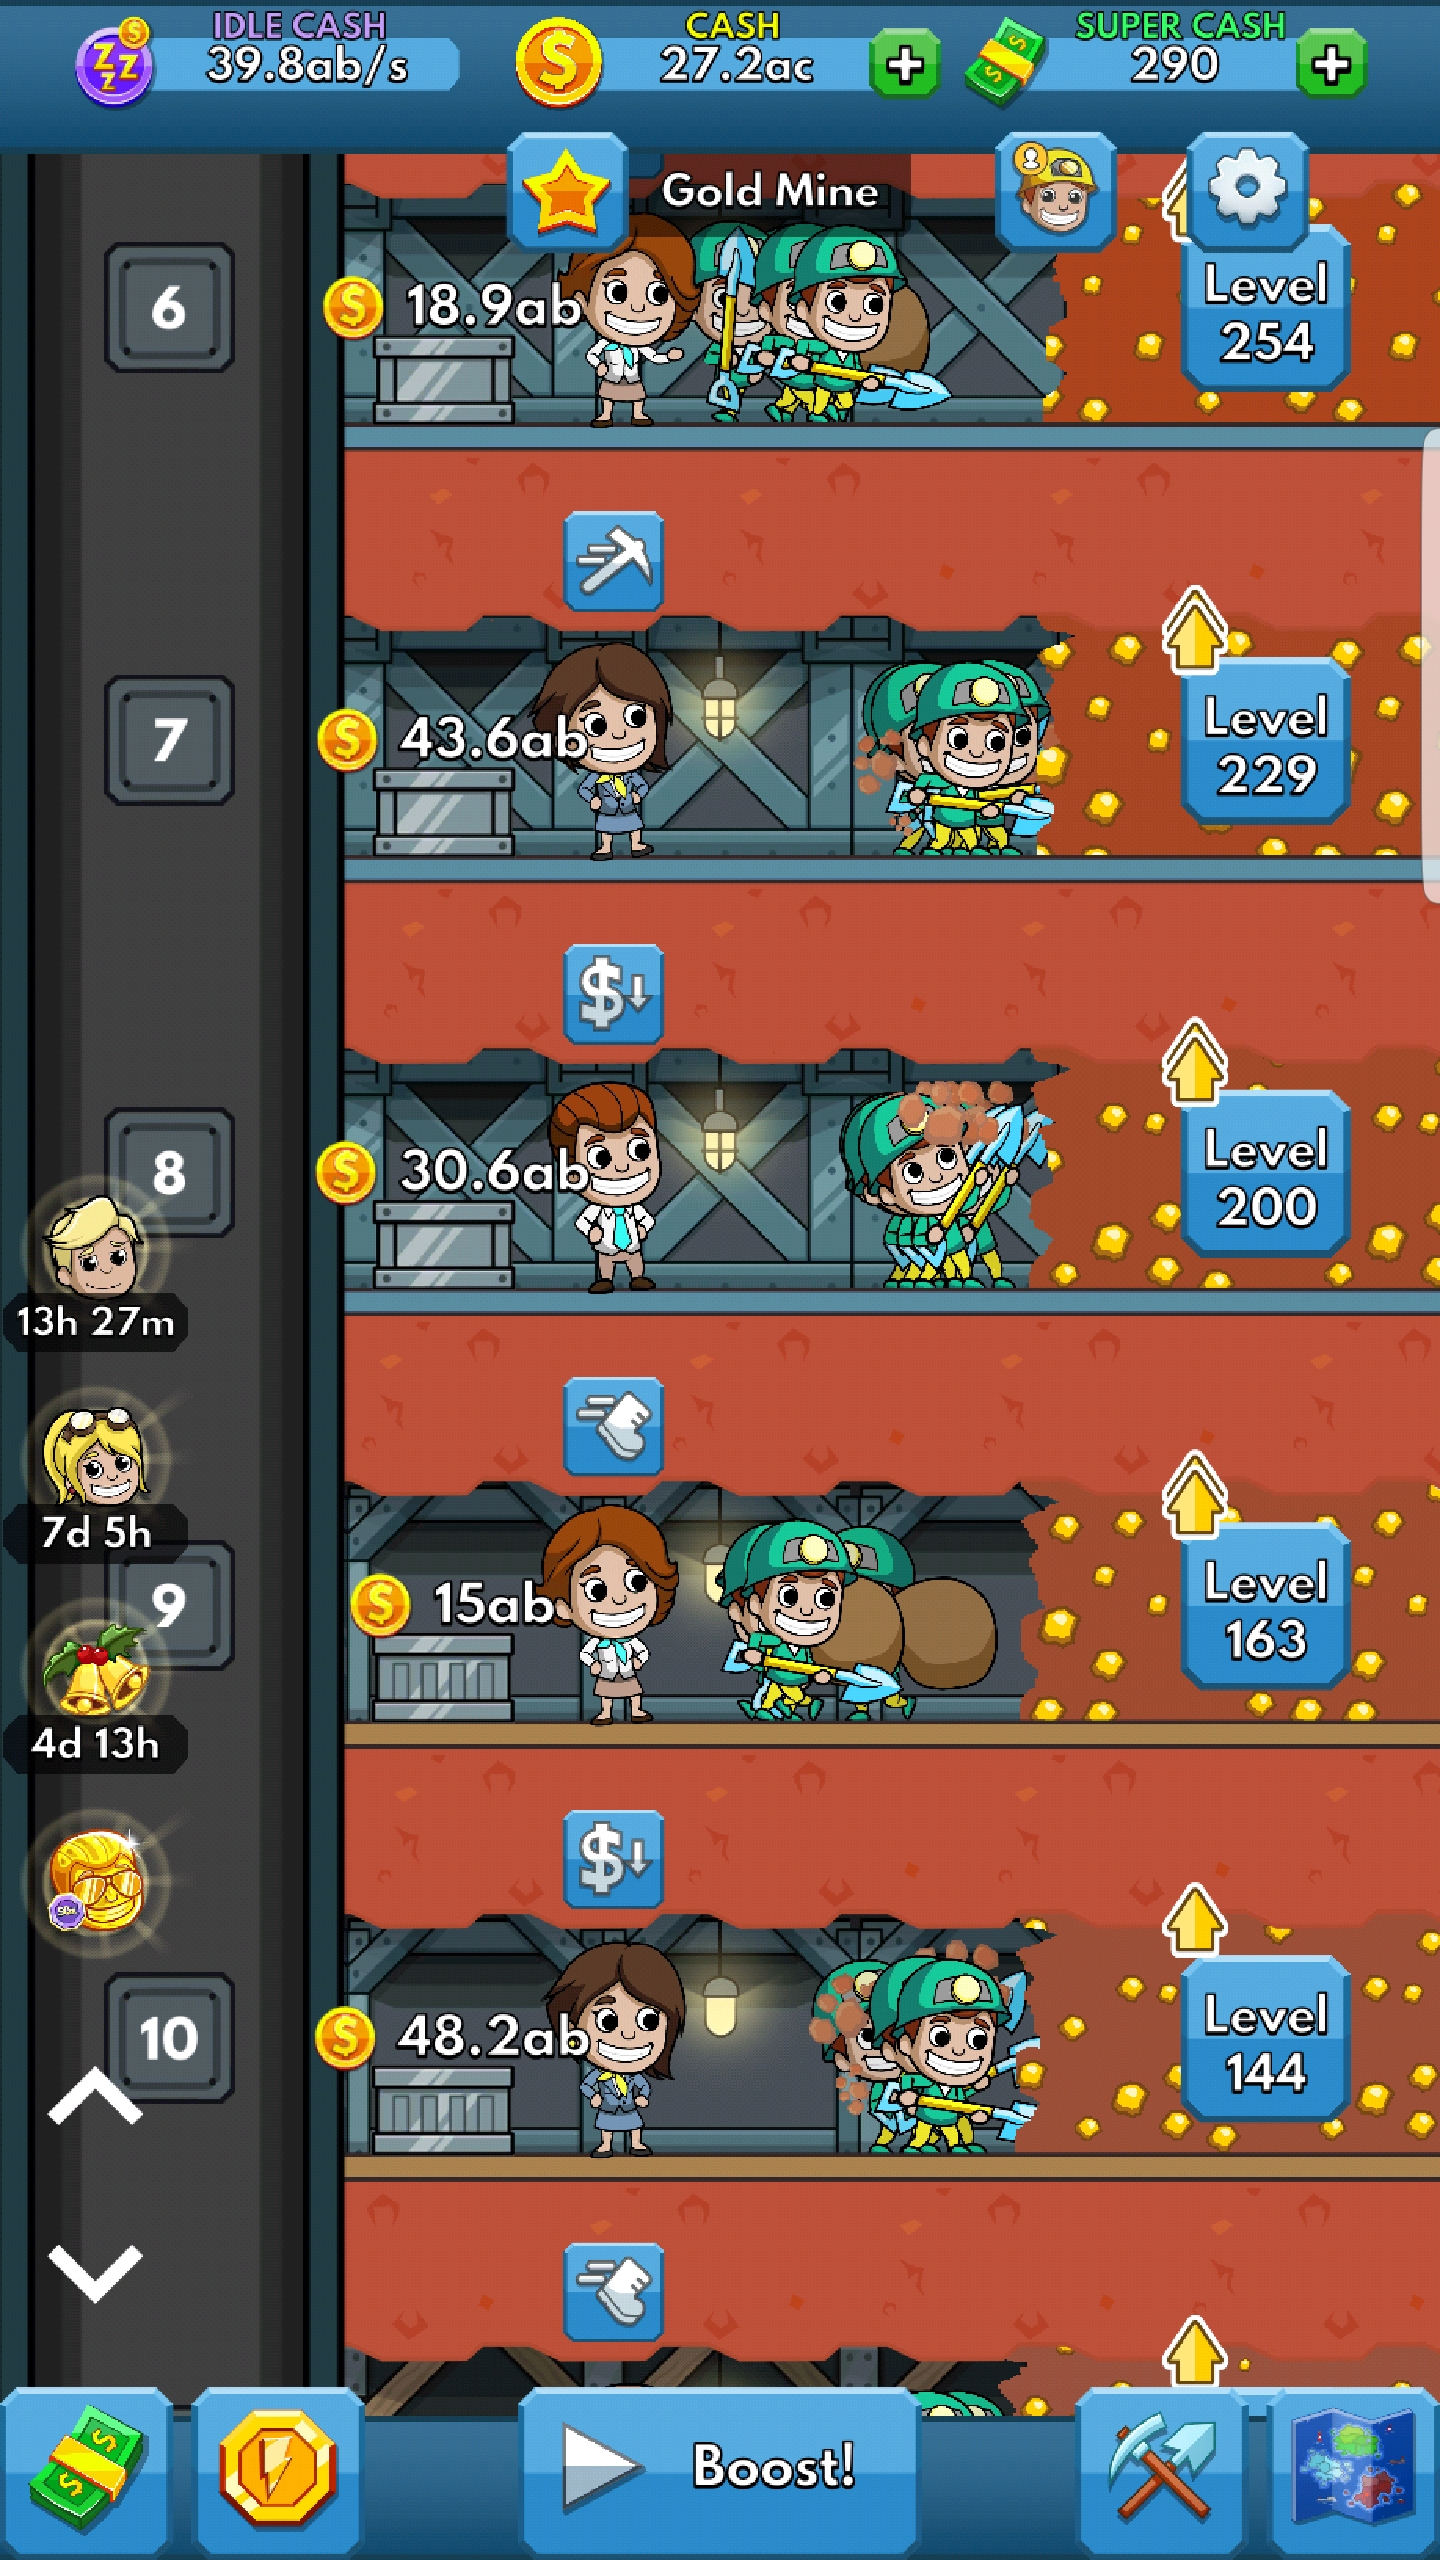 IDLE CASH
39.8ab/s
CASH
27.2ac
SUPER CASH
290
Gold Mine
6
18.9ab
Level
254
7
43.6ab
Level
229
8
30.6ab
Level
200
13h 27m
7d 5h
9
15ab
Level
163
4d 13h
10
48.2ab
Level
144
Boost!